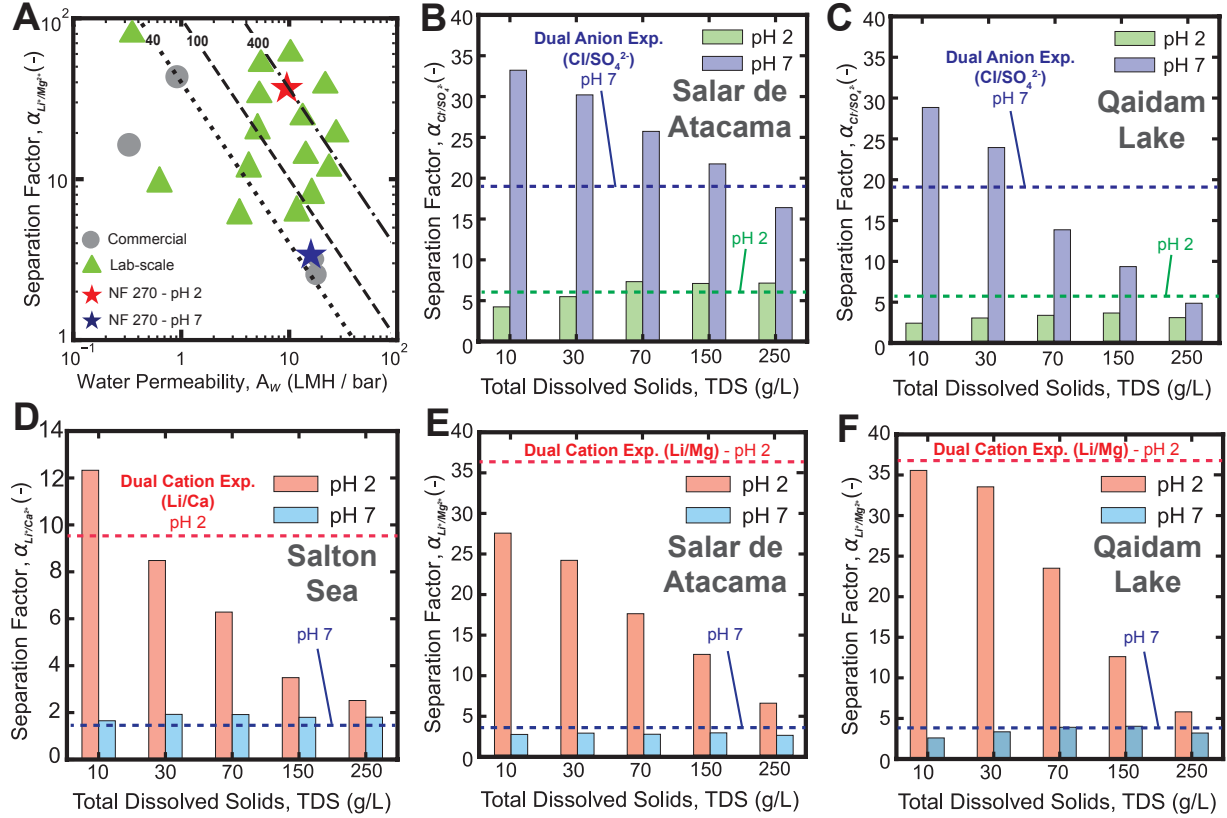 A
Separation Factor, α Li⁺/Mg²⁺ (-)
10²
10
1
40
100
400
Commercial
Lab-scale
NF 270 - pH 2
NF 270 - pH 7
10⁻¹
1
10
10²
Water Permeability, A_W (LMH / bar)
B
Separation Factor, α Cl/SO₄²⁻ (-)
40
35
30
25
20
15
10
5
0
Dual Anion Exp.
(Cl/SO₄²⁻)
pH 7
pH 2
pH 7
Salar de
Atacama
pH 2
10
30
70
150
250
Total Dissolved Solids, TDS (g/L)
C
Separation Factor, α Cl/SO₄²⁻ (-)
40
35
30
25
20
15
10
5
0
Dual Anion Exp.
(Cl/SO₄²⁻)
pH 7
pH 2
pH 7
Qaidam
Lake
pH 2
10
30
70
150
250
Total Dissolved Solids, TDS (g/L)
D
Separation Factor, α Li⁺/Ca²⁺ (-)
14
12
10
8
6
4
2
0
Dual Cation Exp.
(Li/Ca)
pH 2
pH 2
pH 7
Salton
Sea
pH 7
10
30
70
150
250
Total Dissolved Solids, TDS (g/L)
E
Separation Factor, α Li⁺/Mg²⁺ (-)
40
35
30
25
20
15
10
5
0
Dual Cation Exp. (Li/Mg) - pH 2
pH 2
pH 7
Salar de
Atacama
pH 7
10
30
70
150
250
Total Dissolved Solids, TDS (g/L)
F
Separation Factor, α Li⁺/Mg²⁺ (-)
40
35
30
25
20
15
10
5
0
Dual Cation Exp. (Li/Mg) - pH 2
pH 2
pH 7
Qaidam
Lake
pH 7
10
30
70
150
250
Total Dissolved Solids, TDS (g/L)